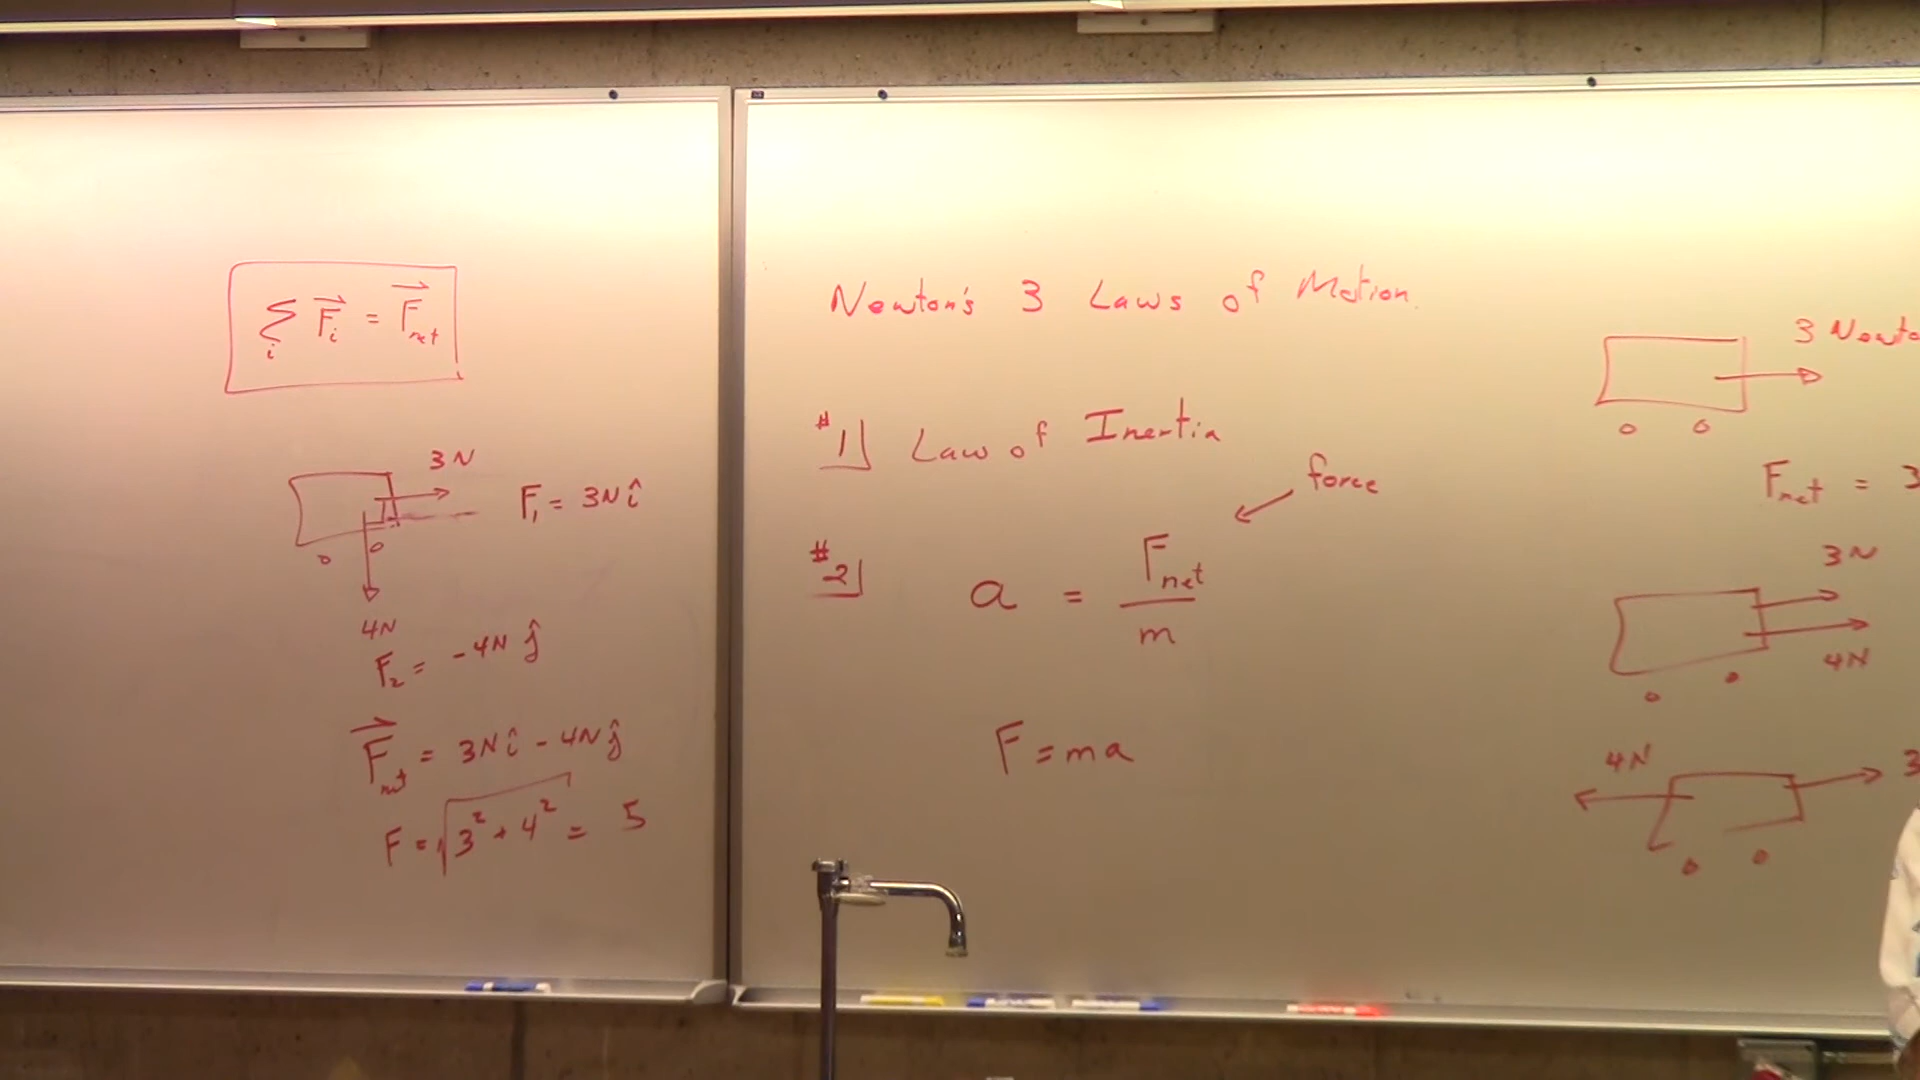 ∑ᵢ F⃗ᵢ = F⃗net
3N
F₁ = 3N î
4N
F₂ = -4N ĵ
F⃗net = 3N î - 4N ĵ
F = √3² + 4² = 5
Newton's 3 Laws of Motion.
#1 Law of Inertia
force
#2 a = Fnet / m
F = ma
3 Newto
Fnet = 3
3N
4N
4N
3